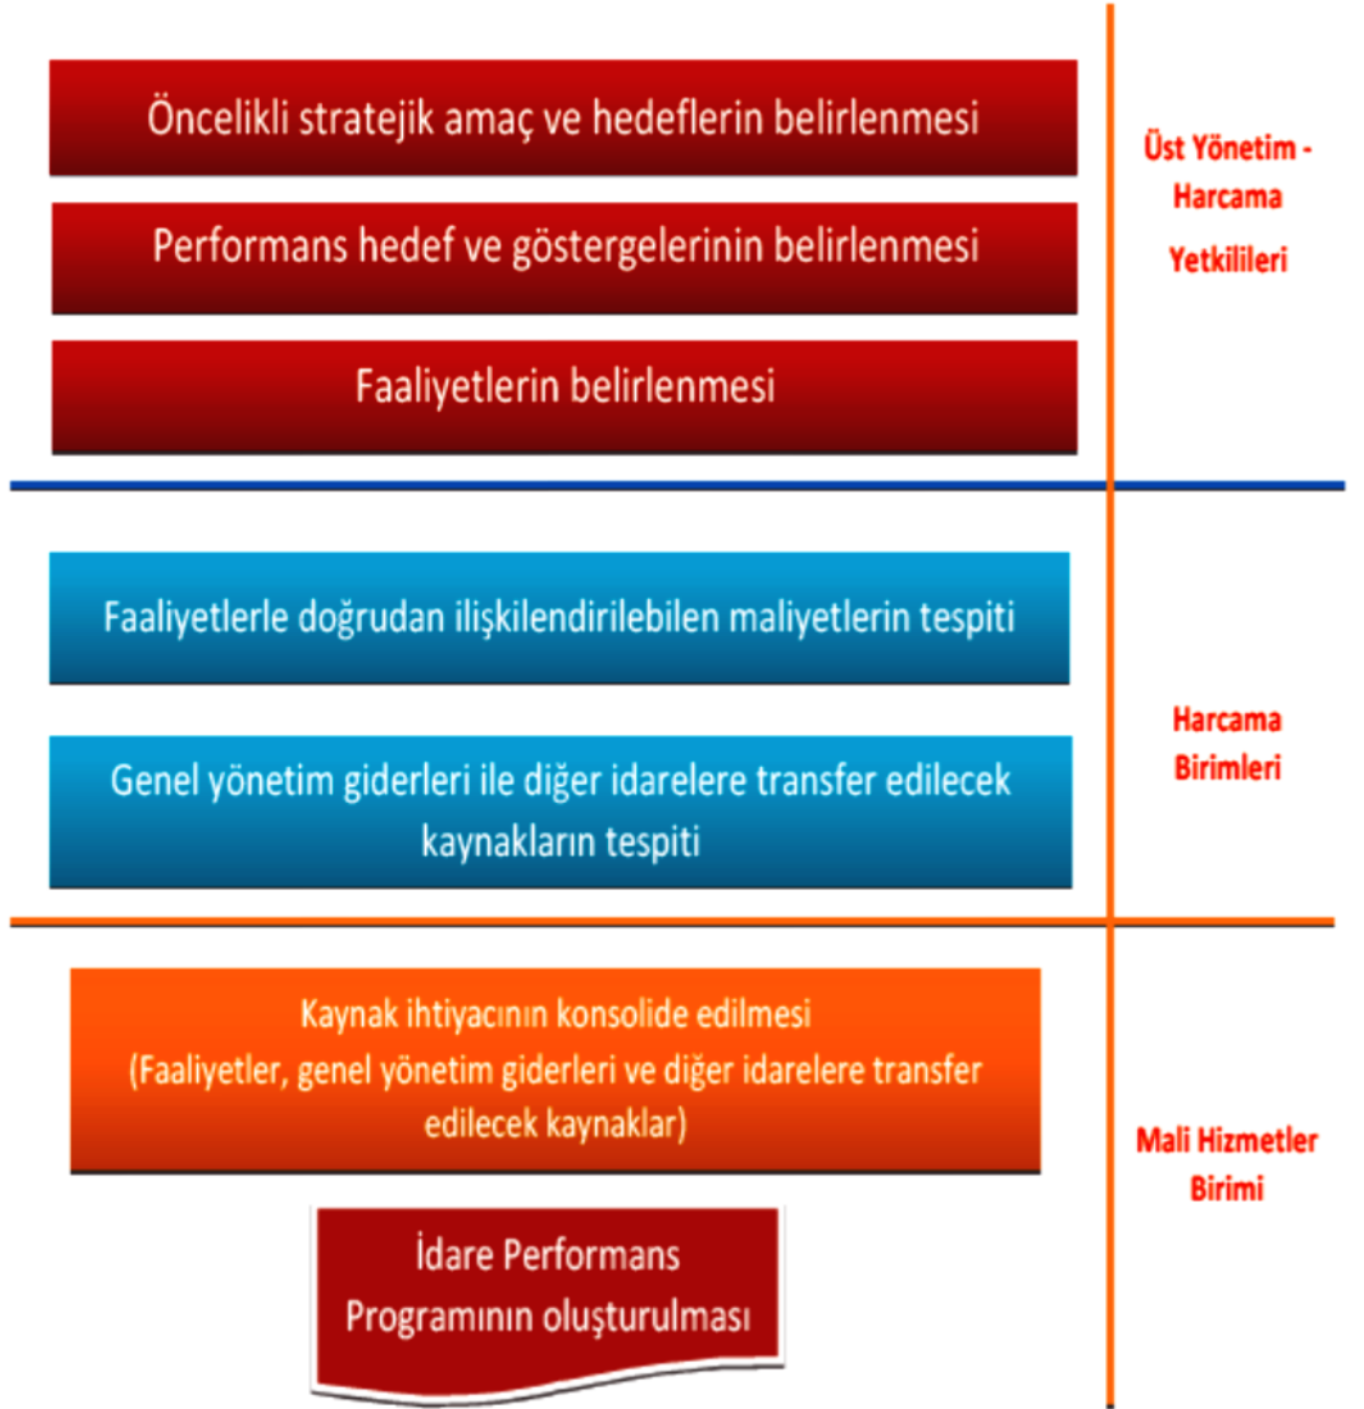 Öncelikli stratejik amaç ve hedeflerin belirlenmesi
Performans hedef ve göstergelerinin belirlenmesi
Faaliyetlerin belirlenmesi
Üst Yönetim -
Harcama
Yetkilileri
Faaliyetlerle doğrudan ilişkilendirilebilen maliyetlerin tespiti
Genel yönetim giderleri ile diğer idarelere transfer edilecek
kaynakların tespiti
Harcama
Birimleri
Kaynak ihtiyacının konsolide edilmesi
(Faaliyetler, genel yönetim giderleri ve diğer idarelere transfer
edilecek kaynaklar)
İdare Performans
Programının oluşturulması
Mali Hizmetler
Birimi